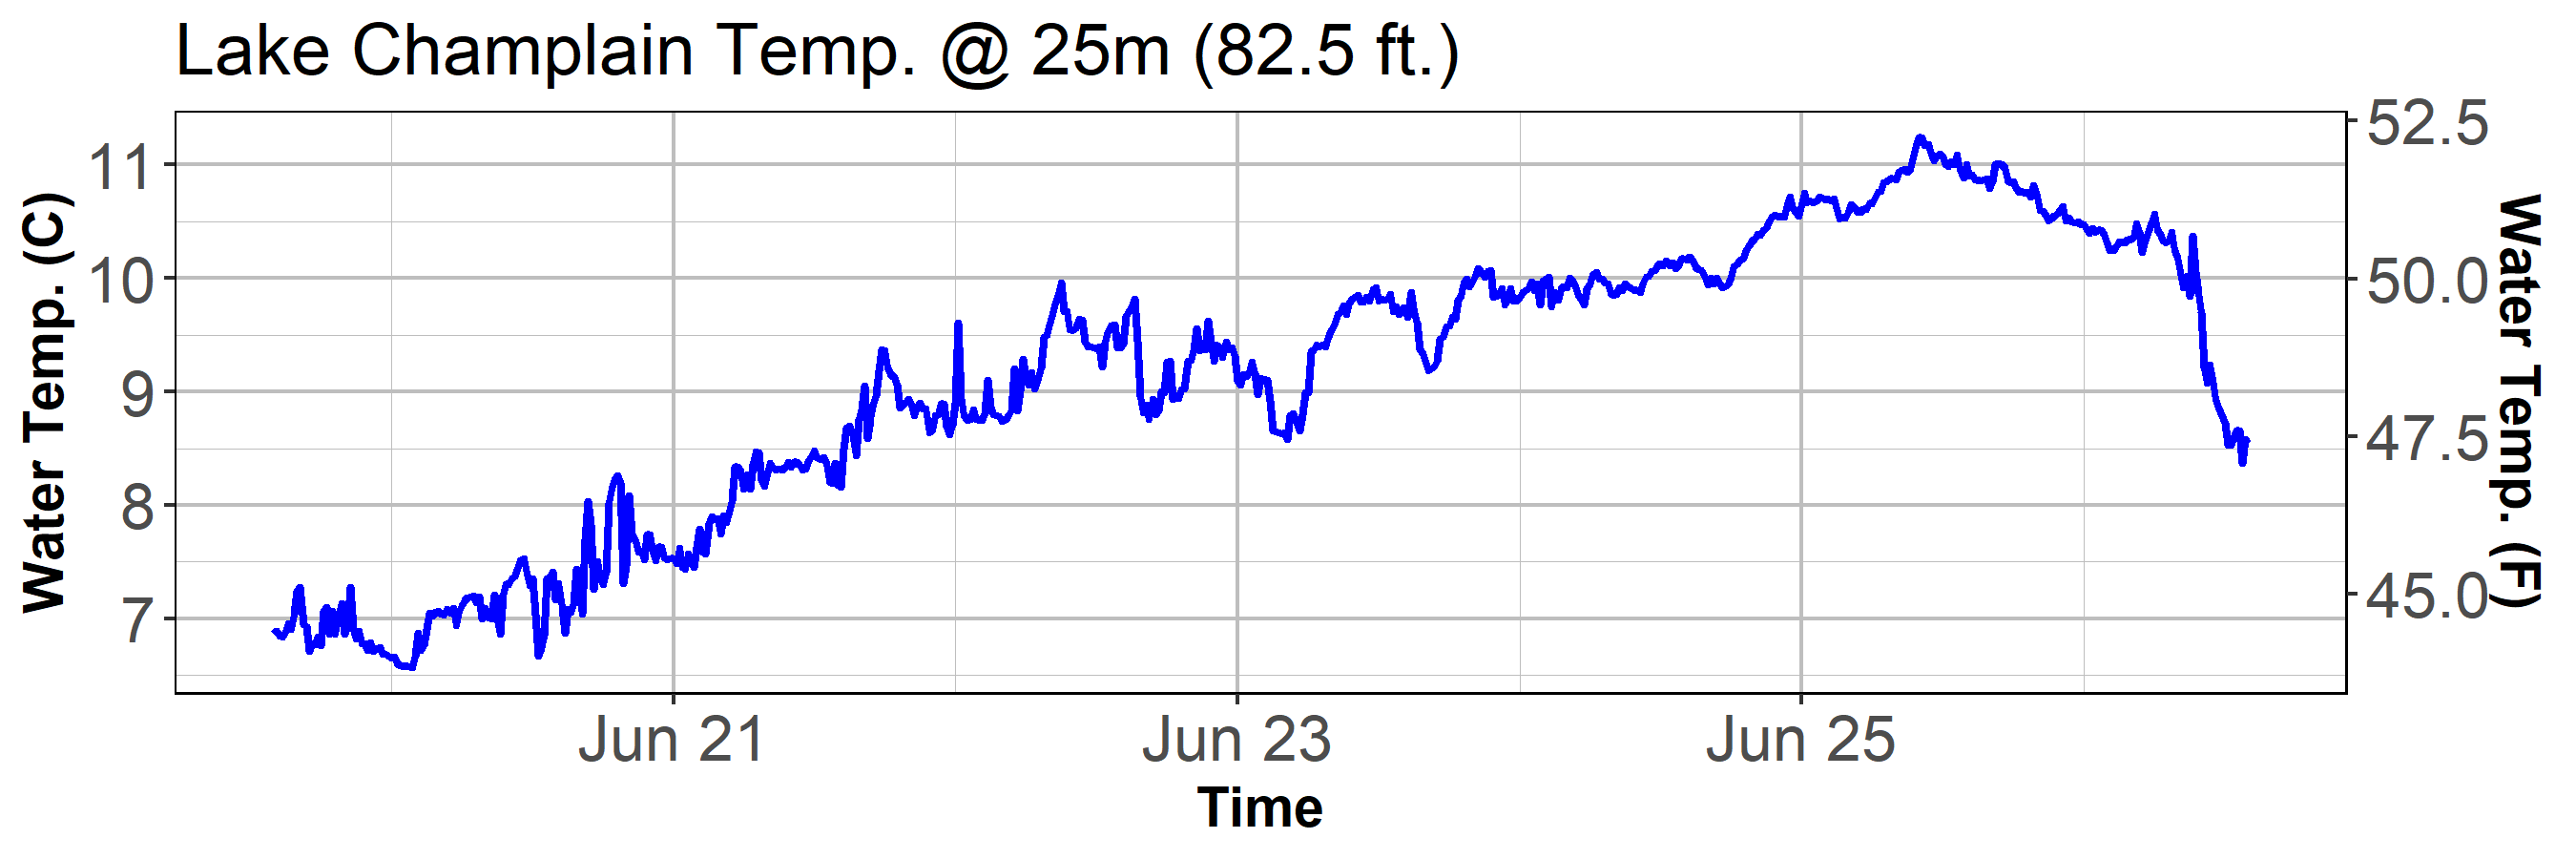 Lake Champlain Temp. @ 25m (82.5 ft.)
Water Temp. (C)
11
10
9
8
7
52.5
50.0
47.5
45.0
Water Temp. (F)
Jun 21
Jun 23
Jun 25
Time